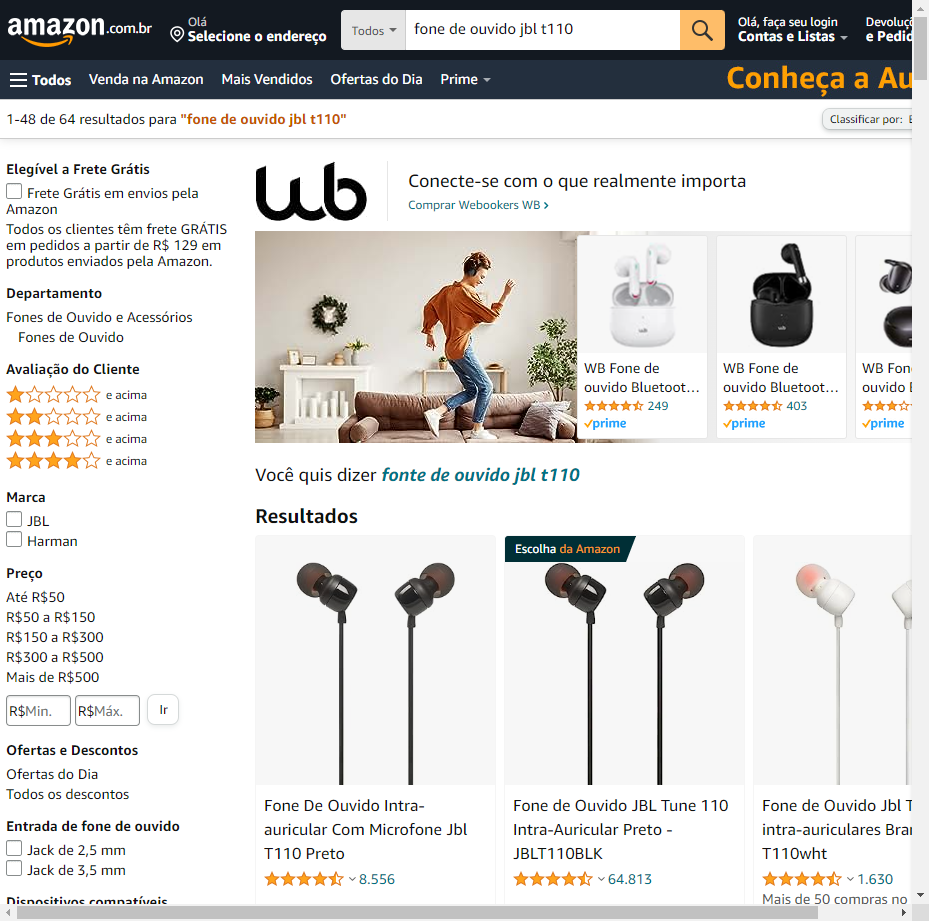 amazon.com.br
Olá
Selecione o endereço
Todos
fone de ouvido jbl t110
Olá, faça seu login
Contas e Listas
Devoluçõ
e Pedid
Todos
Venda na Amazon
Mais Vendidos
Ofertas do Dia
Prime
Conheça a Au
1-48 de 64 resultados para "fone de ouvido jbl t110"
Classificar por:
Elegível a Frete Grátis
Frete Grátis em envios pela
Amazon
Todos os clientes têm frete GRÁTIS
em pedidos a partir de R$ 129 em
produtos enviados pela Amazon.
Departamento
Fones de Ouvido e Acessórios
Fones de Ouvido
Avaliação do Cliente
e acima
e acima
e acima
e acima
Marca
JBL
Harman
Preço
Até R$50
R$50 a R$150
R$150 a R$300
R$300 a R$500
Mais de R$500
R$Min.
R$Máx.
Ir
Ofertas e Descontos
Ofertas do Dia
Todos os descontos
Entrada de fone de ouvido
Jack de 2,5 mm
Jack de 3,5 mm
Dispositivos compatíveis
wb
Conecte-se com o que realmente importa
Comprar Webookers WB
WB Fone de
ouvido Bluetoot...
249
prime
WB Fone de
ouvido Bluetoot...
403
prime
WB Fon
ouvido B
prime
Você quis dizer fonte de ouvido jbl t110
Resultados
Fone De Ouvido Intra-
auricular Com Microfone Jbl
T110 Preto
8.556
Escolha da Amazon
Fone de Ouvido JBL Tune 110
Intra-Auricular Preto -
JBLT110BLK
64.813
Fone de Ouvido Jbl T
intra-auriculares Bran
T110wht
1.630
Mais de 50 compras no